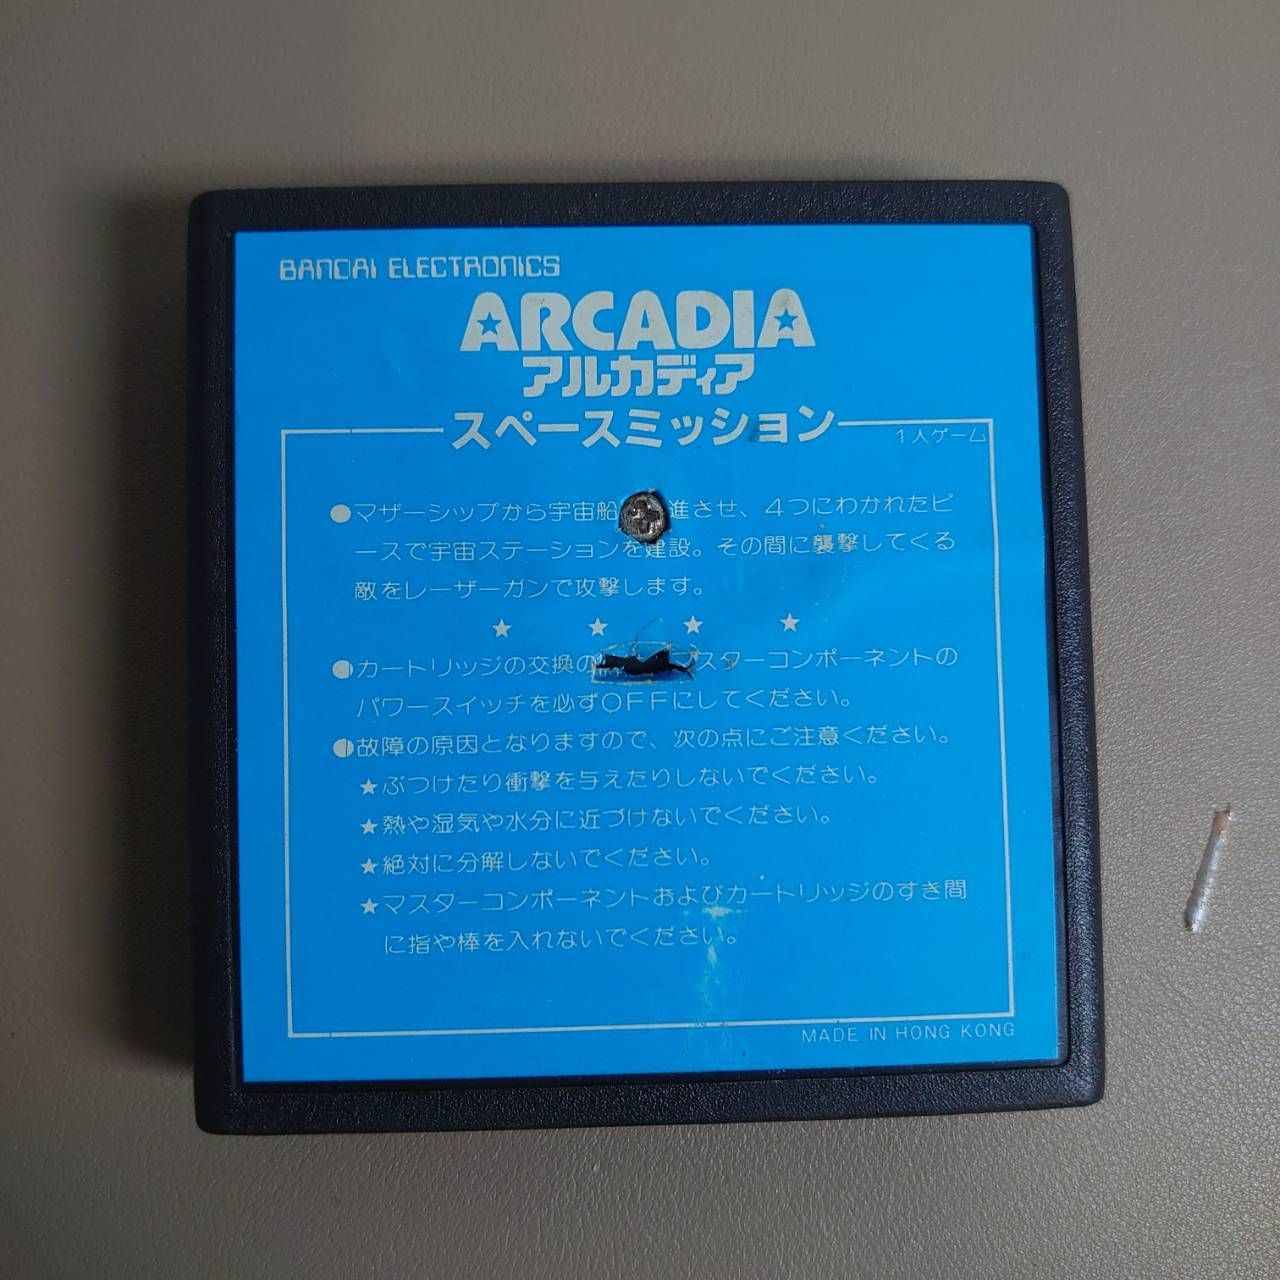 BANDAI ELECTRONICS
ARCADIA
アルカディア
スペースミッション
1人ゲーム
●マザーシップから宇宙船 進させ、4つにわかれたピ
ースで宇宙ステーションを建設。その間に襲撃してくる
敵をレーザーガンで攻撃します。
★ ★ ★ ★
●カートリッジの交換の スターコンポーネントの
パワースイッチを必ずOFFにしてください。
●故障の原因となりますので、次の点にご注意ください。
★ぶつけたり衝撃を与えたりしないでください。
★熱や湿気や水分に近づけないでください。
★絶対に分解しないでください。
★マスターコンポーネントおよびカートリッジのすき間
に指や棒を入れないでください。
MADE IN HONG KONG